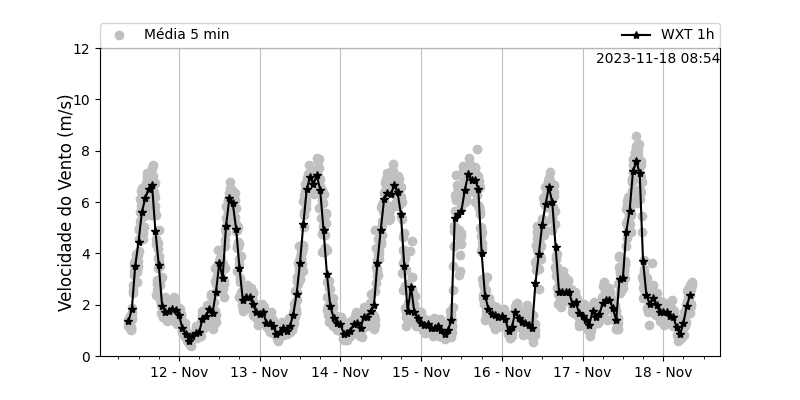 Média 5 min
WXT 1h
2023-11-18 08:54
Velocidade do Vento (m/s)
12
10
8
6
4
2
0
12 - Nov
13 - Nov
14 - Nov
15 - Nov
16 - Nov
17 - Nov
18 - Nov